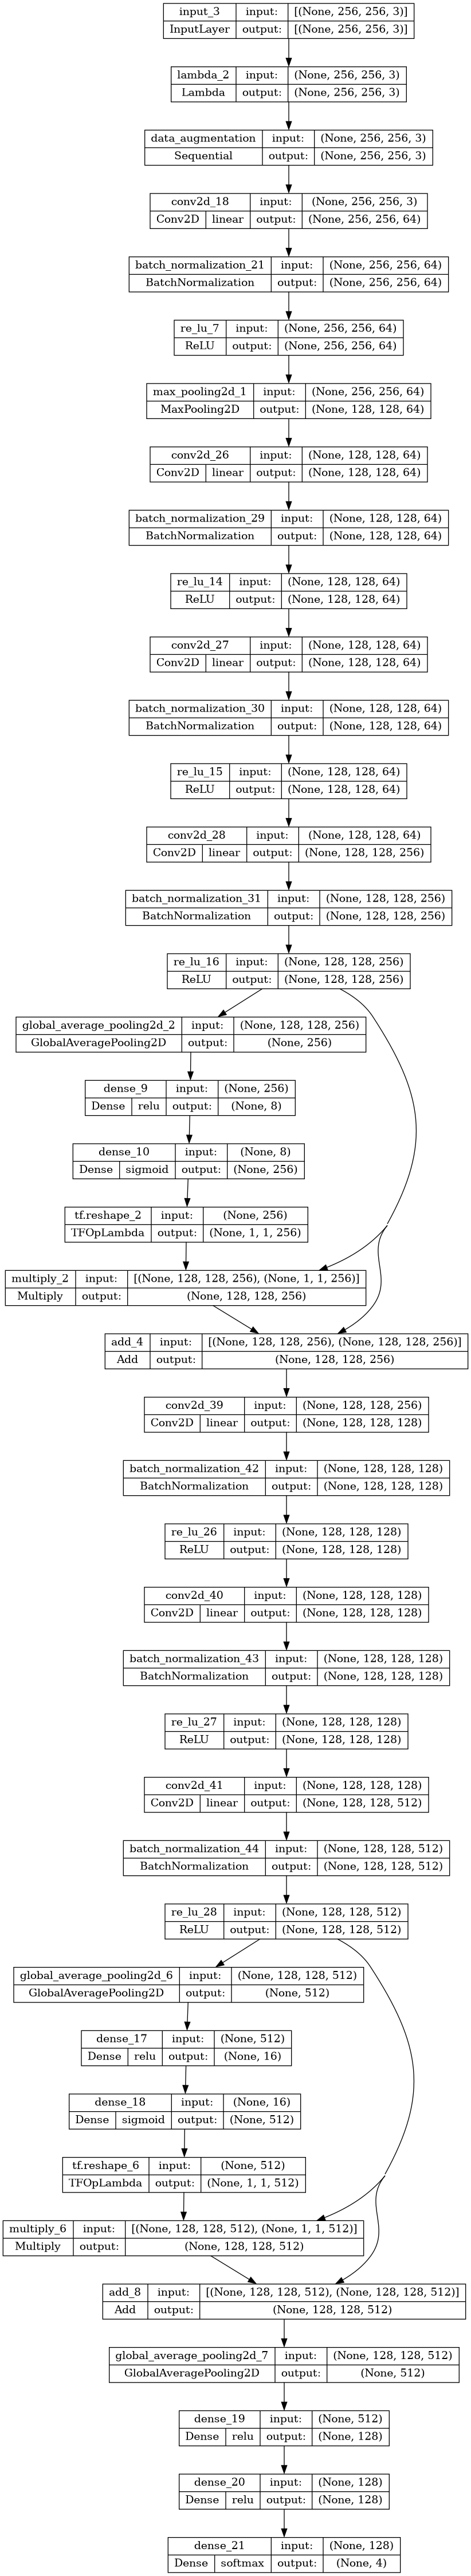 input_3 input: [(None, 256, 256, 3)]
InputLayer output: [(None, 256, 256, 3)]
lambda_2 input: (None, 256, 256, 3)
Lambda output: (None, 256, 256, 3)
data_augmentation input: (None, 256, 256, 3)
Sequential output: (None, 256, 256, 3)
conv2d_18 input: (None, 256, 256, 3)
Conv2D linear output: (None, 256, 256, 64)
batch_normalization_21 input: (None, 256, 256, 64)
BatchNormalization output: (None, 256, 256, 64)
re_lu_7 input: (None, 256, 256, 64)
ReLU output: (None, 256, 256, 64)
max_pooling2d_1 input: (None, 256, 256, 64)
MaxPooling2D output: (None, 128, 128, 64)
conv2d_26 input: (None, 128, 128, 64)
Conv2D linear output: (None, 128, 128, 64)
batch_normalization_29 input: (None, 128, 128, 64)
BatchNormalization output: (None, 128, 128, 64)
re_lu_14 input: (None, 128, 128, 64)
ReLU output: (None, 128, 128, 64)
conv2d_27 input: (None, 128, 128, 64)
Conv2D linear output: (None, 128, 128, 64)
batch_normalization_30 input: (None, 128, 128, 64)
BatchNormalization output: (None, 128, 128, 64)
re_lu_15 input: (None, 128, 128, 64)
ReLU output: (None, 128, 128, 64)
conv2d_28 input: (None, 128, 128, 64)
Conv2D linear output: (None, 128, 128, 256)
batch_normalization_31 input: (None, 128, 128, 256)
BatchNormalization output: (None, 128, 128, 256)
re_lu_16 input: (None, 128, 128, 256)
ReLU output: (None, 128, 128, 256)
global_average_pooling2d_2 input: (None, 128, 128, 256)
GlobalAveragePooling2D output: (None, 256)
dense_9 input: (None, 256)
Dense relu output: (None, 8)
dense_10 input: (None, 8)
Dense sigmoid output: (None, 256)
tf.reshape_2 input: (None, 256)
TFOpLambda output: (None, 1, 1, 256)
multiply_2 input: [(None, 128, 128, 256), (None, 1, 1, 256)]
Multiply output: (None, 128, 128, 256)
add_4 input: [(None, 128, 128, 256), (None, 128, 128, 256)]
Add output: (None, 128, 128, 256)
conv2d_39 input: (None, 128, 128, 256)
Conv2D linear output: (None, 128, 128, 128)
batch_normalization_42 input: (None, 128, 128, 128)
BatchNormalization output: (None, 128, 128, 128)
re_lu_26 input: (None, 128, 128, 128)
ReLU output: (None, 128, 128, 128)
conv2d_40 input: (None, 128, 128, 128)
Conv2D linear output: (None, 128, 128, 128)
batch_normalization_43 input: (None, 128, 128, 128)
BatchNormalization output: (None, 128, 128, 128)
re_lu_27 input: (None, 128, 128, 128)
ReLU output: (None, 128, 128, 128)
conv2d_41 input: (None, 128, 128, 128)
Conv2D linear output: (None, 128, 128, 512)
batch_normalization_44 input: (None, 128, 128, 512)
BatchNormalization output: (None, 128, 128, 512)
re_lu_28 input: (None, 128, 128, 512)
ReLU output: (None, 128, 128, 512)
global_average_pooling2d_6 input: (None, 128, 128, 512)
GlobalAveragePooling2D output: (None, 512)
dense_17 input: (None, 512)
Dense relu output: (None, 16)
dense_18 input: (None, 16)
Dense sigmoid output: (None, 512)
tf.reshape_6 input: (None, 512)
TFOpLambda output: (None, 1, 1, 512)
multiply_6 input: [(None, 128, 128, 512), (None, 1, 1, 512)]
Multiply output: (None, 128, 128, 512)
add_8 input: [(None, 128, 128, 512), (None, 128, 128, 512)]
Add output: (None, 128, 128, 512)
global_average_pooling2d_7 input: (None, 128, 128, 512)
GlobalAveragePooling2D output: (None, 512)
dense_19 input: (None, 512)
Dense relu output: (None, 128)
dense_20 input: (None, 128)
Dense relu output: (None, 128)
dense_21 input: (None, 128)
Dense softmax output: (None, 4)